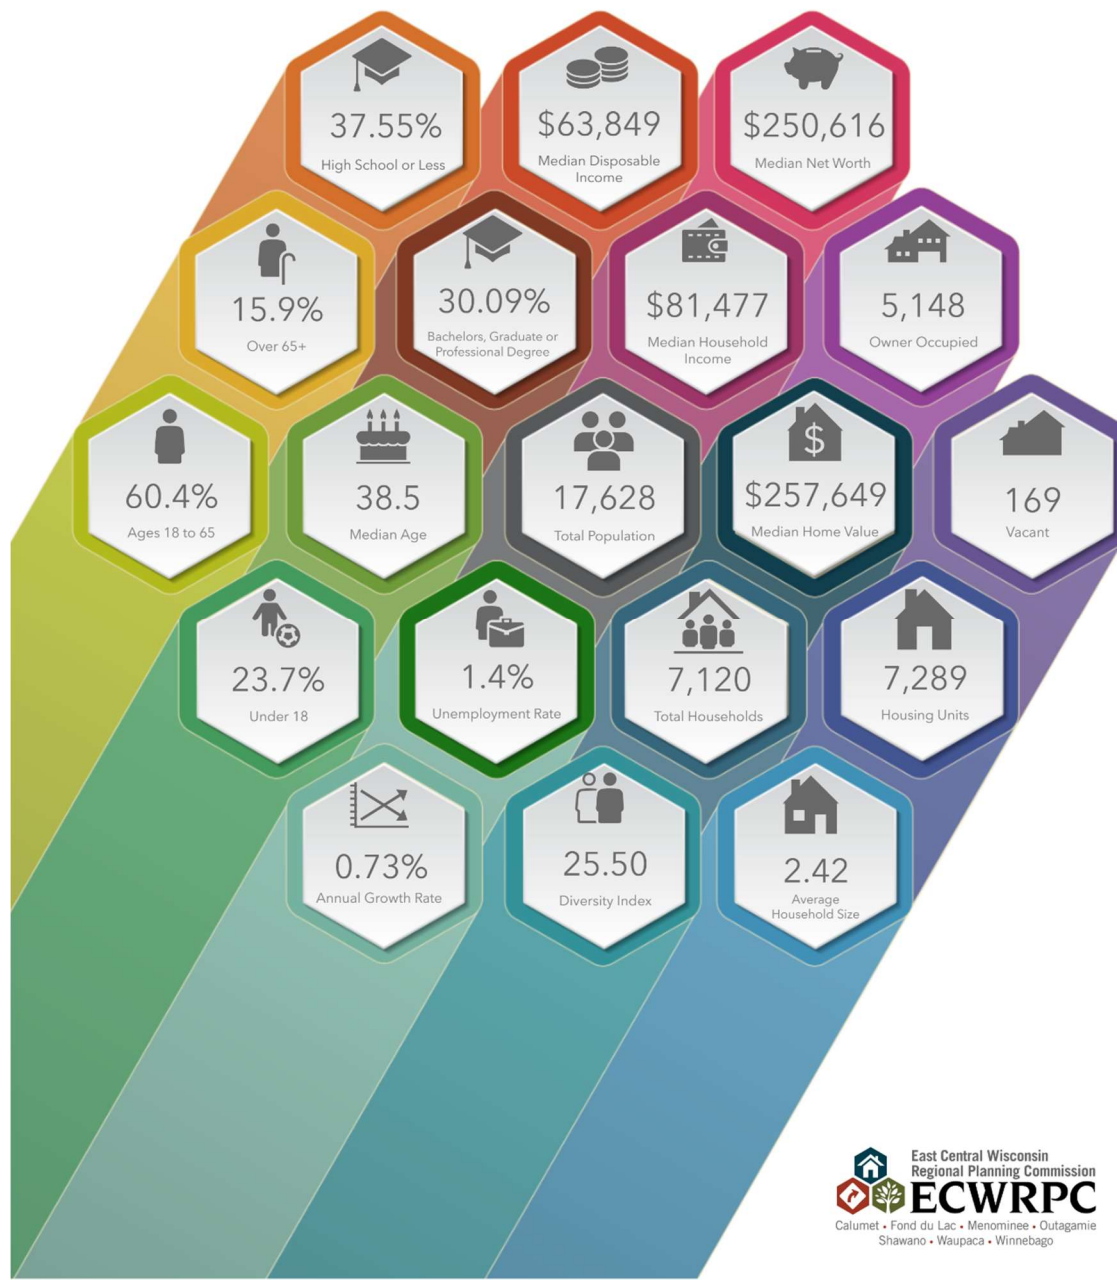 37.55%
High School or Less
$63,849
Median Disposable
Income
$250,616
Median Net Worth
15.9%
Over 65+
30.09%
Bachelors, Graduate or
Professional Degree
$81,477
Median Household
Income
5,148
Owner Occupied
60.4%
Ages 18 to 65
38.5
Median Age
17,628
Total Population
$
$257,649
Median Home Value
169
Vacant
23.7%
Under 18
1.4%
Unemployment Rate
7,120
Total Households
7,289
Housing Units
0.73%
Annual Growth Rate
25.50
Diversity Index
2.42
Average
Household Size
East Central Wisconsin
Regional Planning Commission
ECWRPC
Calumet • Fond du Lac • Menominee • Outagamie
Shawano • Waupaca • Winnebago